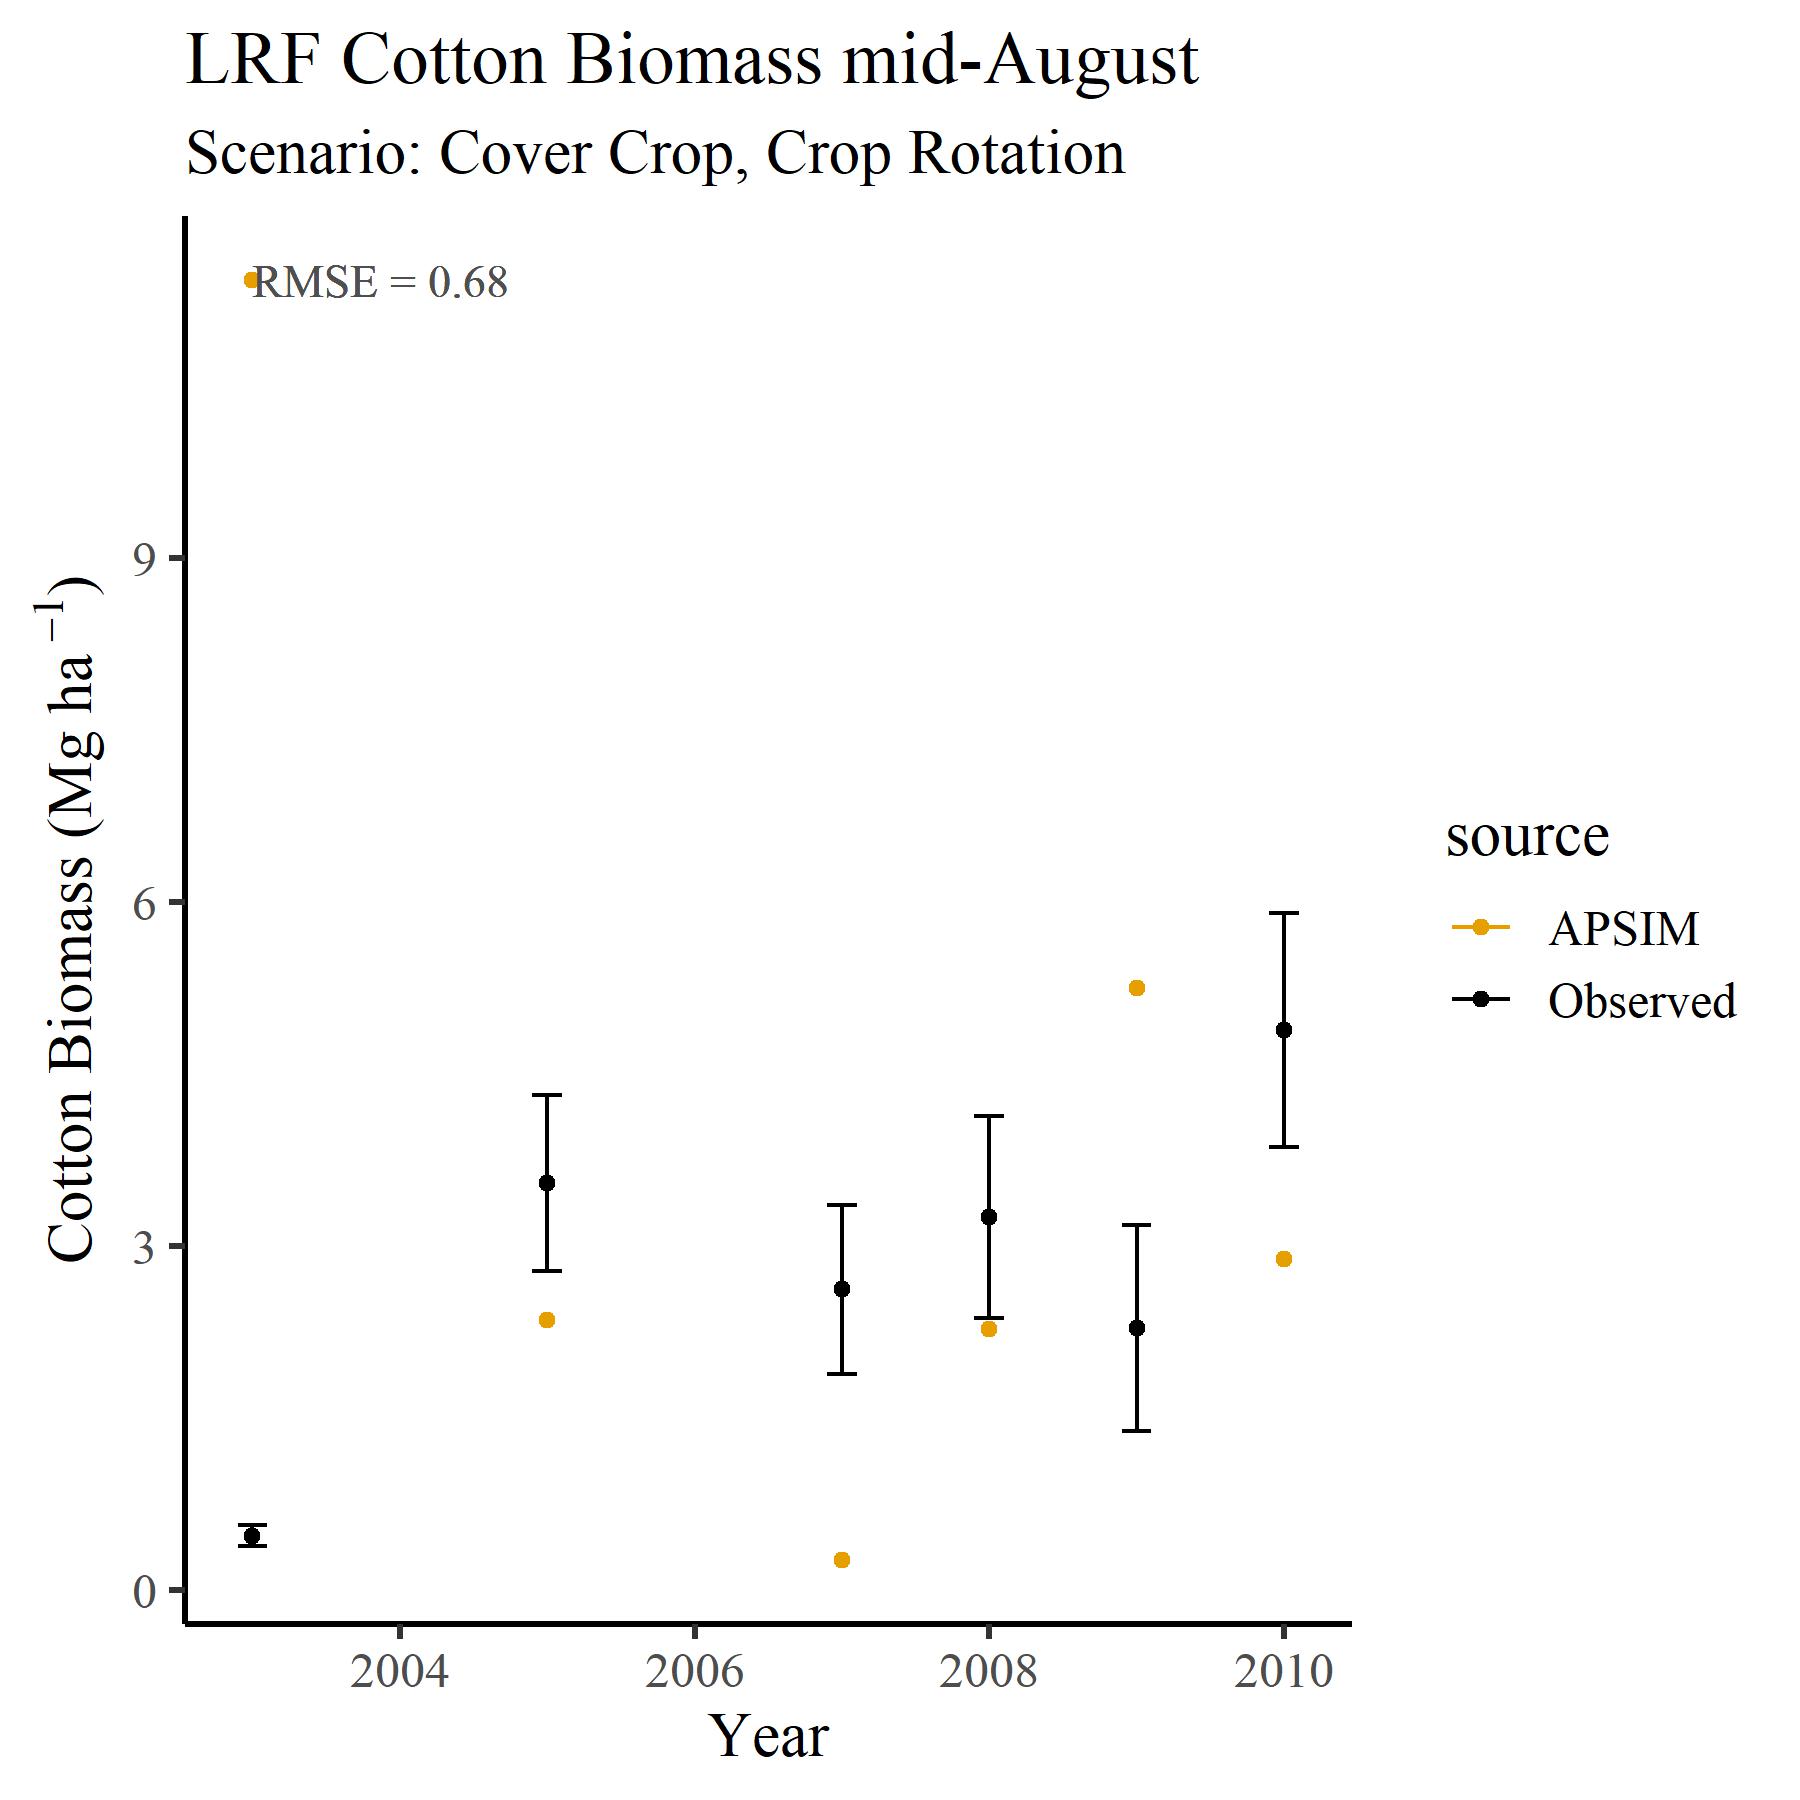 LRF Cotton Biomass mid-August
Scenario: Cover Crop, Crop Rotation
RMSE = 0.68
9
6
3
0
Cotton Biomass (Mg ha⁻¹)
2004 2006 2008 2010
Year
source
APSIM
Observed